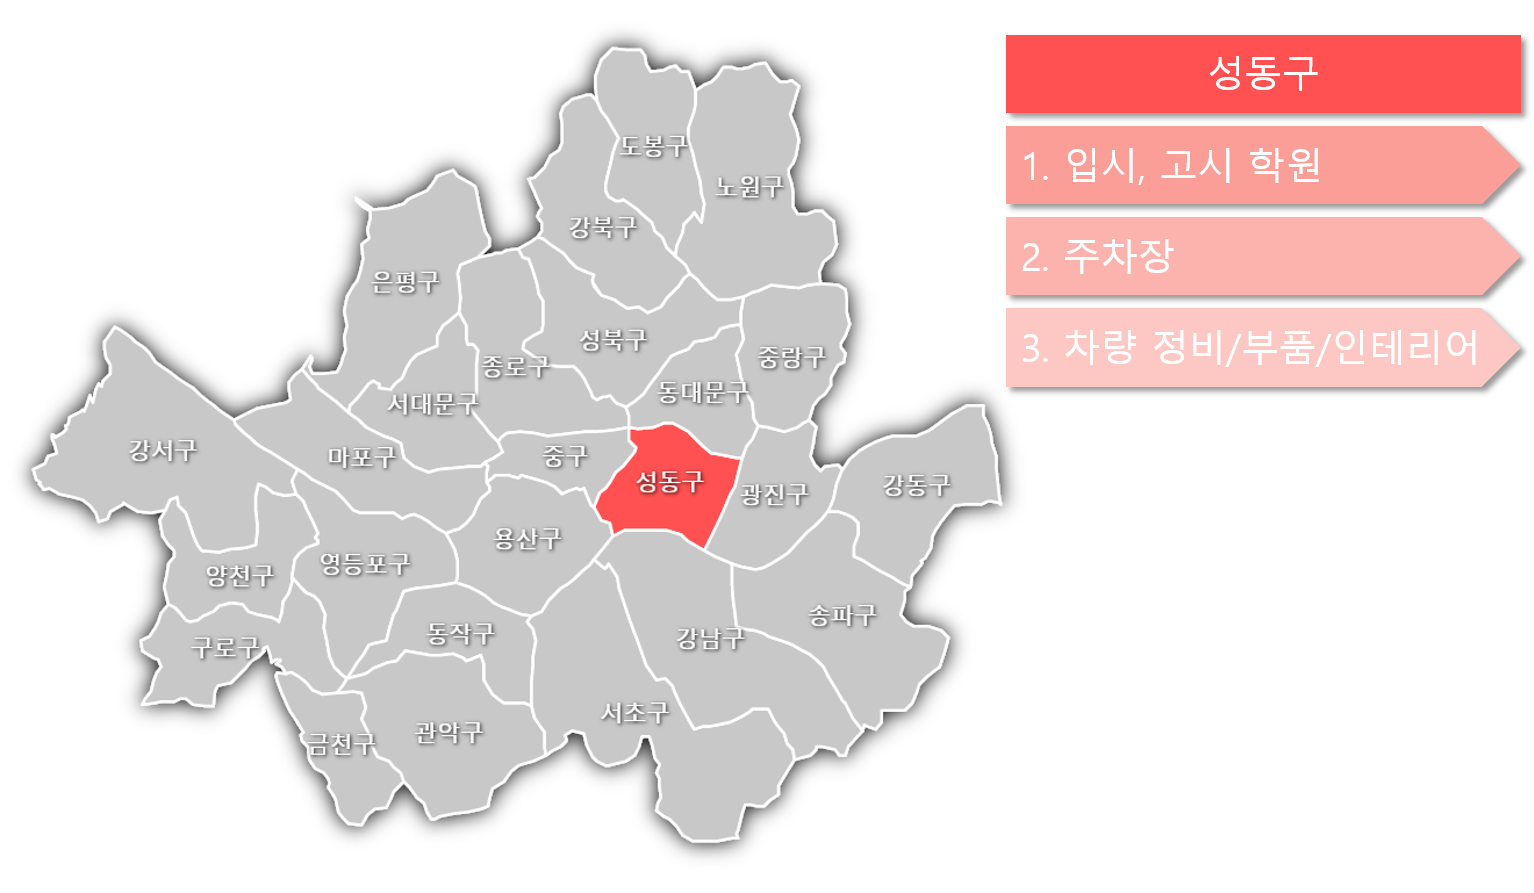 성동구
1. 입시, 고시 학원
2. 주차장
3. 차량 정비/부품/인테리어
도봉구
노원구
강북구
은평구
성북구
중랑구
종로구
동대문구
서대문구
강서구
마포구
중구
성동구
광진구
강동구
용산구
영등포구
양천구
송파구
동작구
강남구
구로구
서초구
관악구
금천구